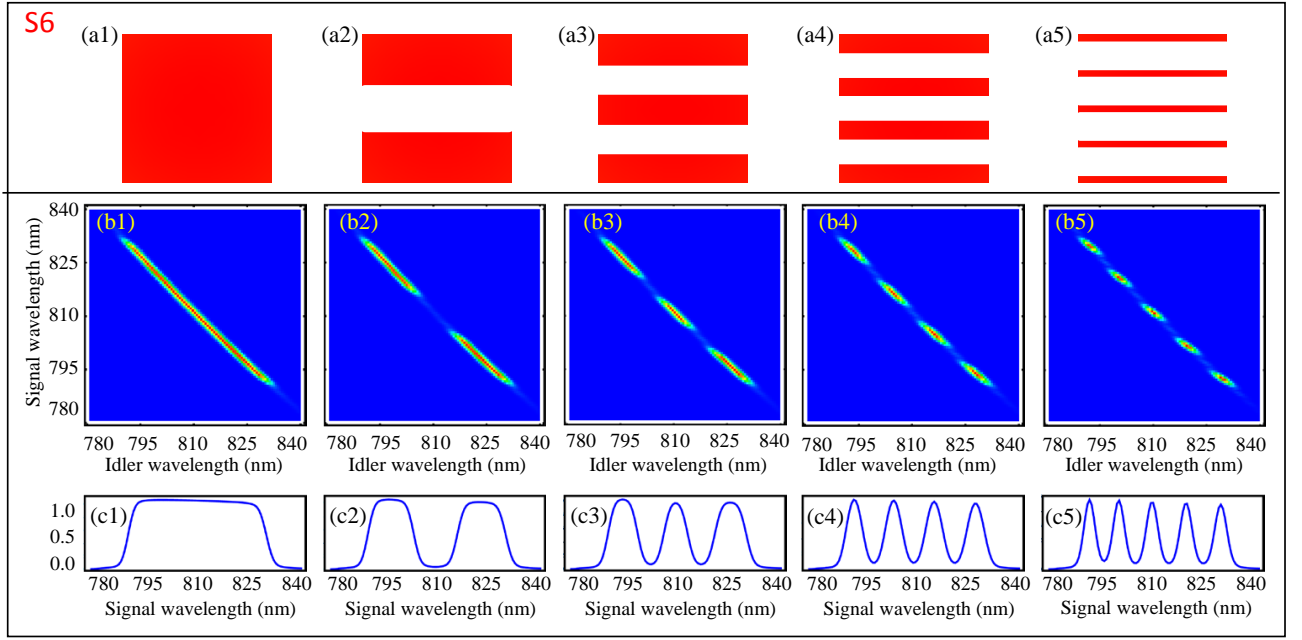 S6
(a1) (a2) (a3) (a4) (a5)
(b1) (b2) (b3) (b4) (b5)
Signal wavelength (nm)
840
825
810
795
780
780 795 810 825 840 780 795 810 825 840 780 795 810 825 840 780 795 810 825 840 780 795 810 825 840
Idler wavelength (nm) Idler wavelength (nm) Idler wavelength (nm) Idler wavelength (nm) Idler wavelength (nm)
(c1) (c2) (c3) (c4) (c5)
1.0
0.5
0.0
780 795 810 825 840 780 795 810 825 840 780 795 810 825 840 780 795 810 825 840 780 795 810 825 840
Signal wavelength (nm) Signal wavelength (nm) Signal wavelength (nm) Signal wavelength (nm) Signal wavelength (nm)